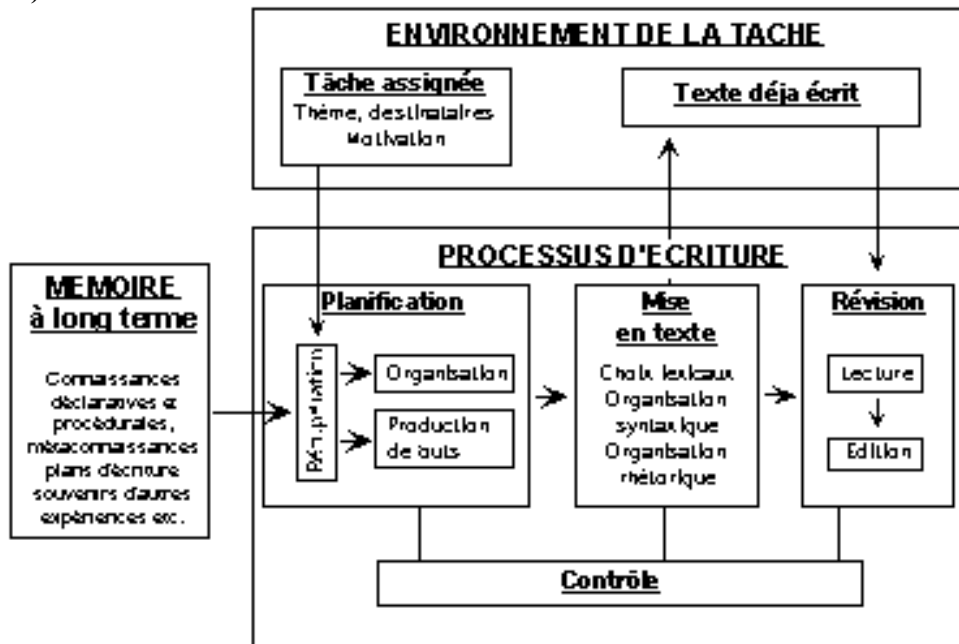 )
ENVIRONNEMENT DE LA TACHE
Tâche assignée
Thème, destinataires
Motivation
Texte déja écrit
PROCESSUS D'ECRITURE
MEMOIRE
à long terme
Connaissances
déclaratives et
procédurales,
métaconnaissances
plans d'écriture
souvenirs d'autres
expériences etc.
Planification
Récupération
Organisation
Production
de buts
Mise
en texte
Choix lexicaux
Organisation
syntaxique
Organisation
rhétorique
Révision
Lecture
Edition
Contrôle